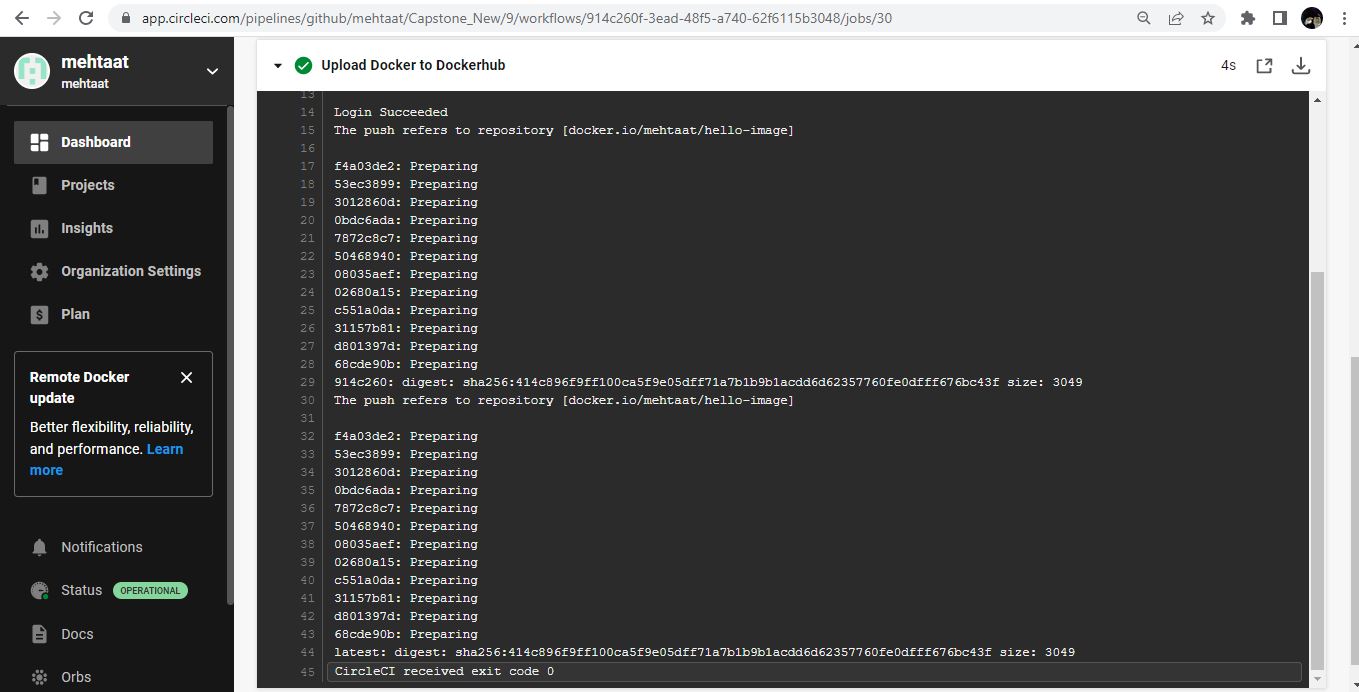 app.circleci.com/pipelines/github/mehtaat/Capstone_New/9/workflows/914c260f-3ead-48f5-a740-62f6115b3048/jobs/30
mehtaat
mehtaat
Dashboard
Projects
Insights
Organization Settings
Plan
Remote Docker
update
Better flexibility, reliability,
and performance. Learn
more
Notifications
Status OPERATIONAL
Docs
Orbs
Upload Docker to Dockerhub 4s
13
14 Login Succeeded
15 The push refers to repository [docker.io/mehtaat/hello-image]
16
17 f4a03de2: Preparing
18 53ec3899: Preparing
19 3012860d: Preparing
20 0bdc6ada: Preparing
21 7872c8c7: Preparing
22 50468940: Preparing
23 08035aef: Preparing
24 02680a15: Preparing
25 c551a0da: Preparing
26 31157b81: Preparing
27 d801397d: Preparing
28 68cde90b: Preparing
29 914c260: digest: sha256:414c896f9ff100ca5f9e05dff71a7b1b9b1acdd6d62357760fe0dfff676bc43f size: 3049
30 The push refers to repository [docker.io/mehtaat/hello-image]
31
32 f4a03de2: Preparing
33 53ec3899: Preparing
34 3012860d: Preparing
35 0bdc6ada: Preparing
36 7872c8c7: Preparing
37 50468940: Preparing
38 08035aef: Preparing
39 02680a15: Preparing
40 c551a0da: Preparing
41 31157b81: Preparing
42 d801397d: Preparing
43 68cde90b: Preparing
44 latest: digest: sha256:414c896f9ff100ca5f9e05dff71a7b1b9b1acdd6d62357760fe0dfff676bc43f size: 3049
45 CircleCI received exit code 0